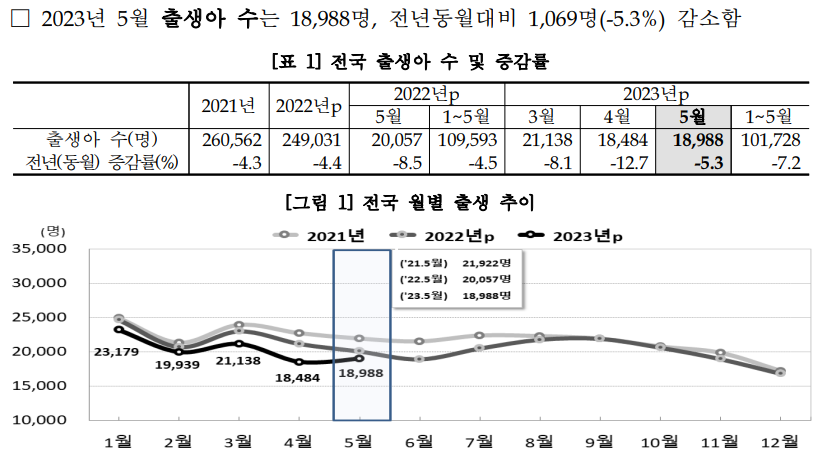 □ 2023년 5월 출생아 수는 18,988명, 전년동월대비 1,069명(-5.3%) 감소함
[표 1] 전국 출생아 수 및 증감률
2021년 2022년p 2022년p 2023년p
5월 1~5월 3월 4월 5월 1~5월
출생아 수(명) 260,562 249,031 20,057 109,593 21,138 18,484 18,988 101,728
전년(동월) 증감률(%) -4.3 -4.4 -8.5 -4.5 -8.1 -12.7 -5.3 -7.2
[그림 1] 전국 월별 출생 추이
(명)
2021년 2022년p 2023년p
35,000
('21.5월) 21,922명
('22.5월) 20,057명
('23.5월) 18,988명
30,000
25,000
20,000
15,000
10,000
23,179 19,939 21,138 18,484 18,988
1월 2월 3월 4월 5월 6월 7월 8월 9월 10월 11월 12월